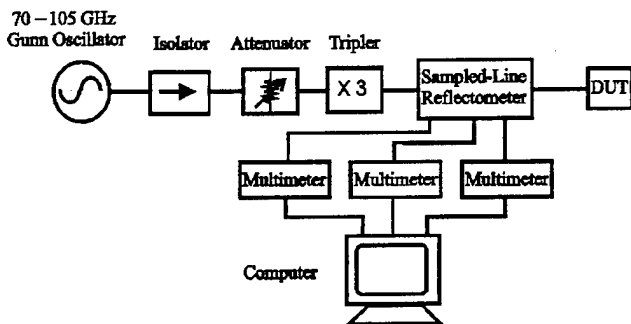 70 – 105 GHz
Gunn Oscillator
Isolator
Attenuator
Tripler
X 3
Sampled-Line
Reflectometer
DUT
Multimeter
Multimeter
Multimeter
Computer